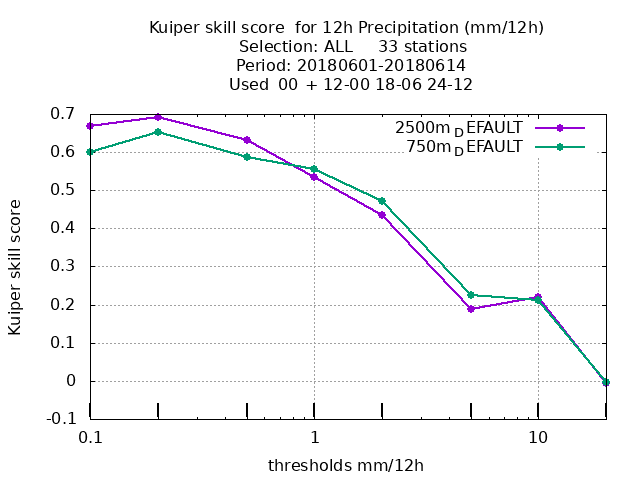 Kuiper skill score  for 12h Precipitation (mm/12h)
Selection: ALL     33 stations
Period: 20180601-20180614
Used  00 + 12-00 18-06 24-12
2500m_DEFAULT
750m_DEFAULT
0.7
0.6
0.5
0.4
0.3
0.2
0.1
0
-0.1
Kuiper skill score
0.1
1
10
thresholds mm/12h